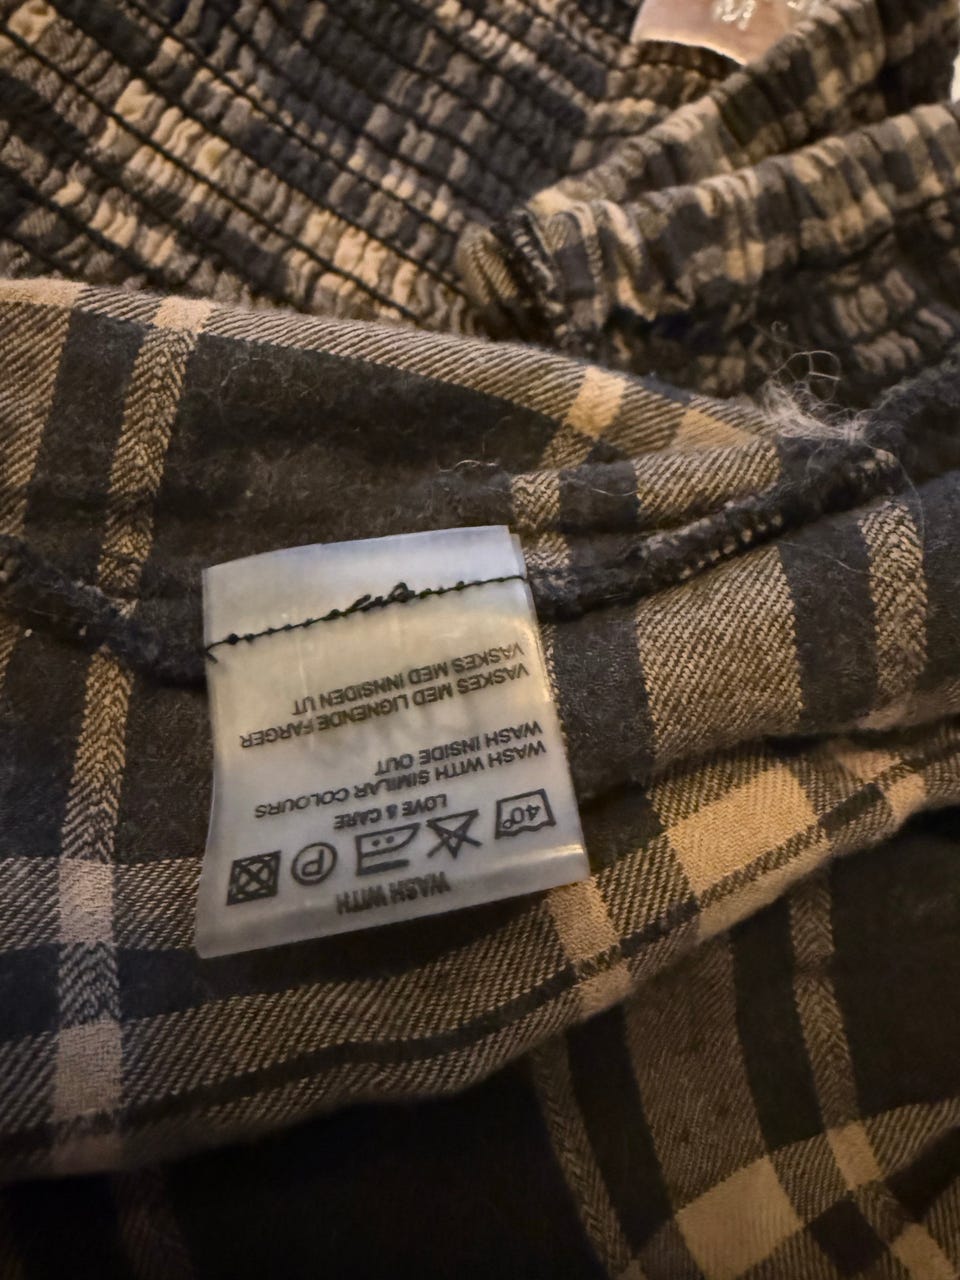 WASH WITH
40° P
LOVE & CARE
WASH WITH SIMILAR COLOURS
WASH INSIDE OUT
VASKES MED LIGNENDE FARGER
VASKES MED INNSIDEN UT